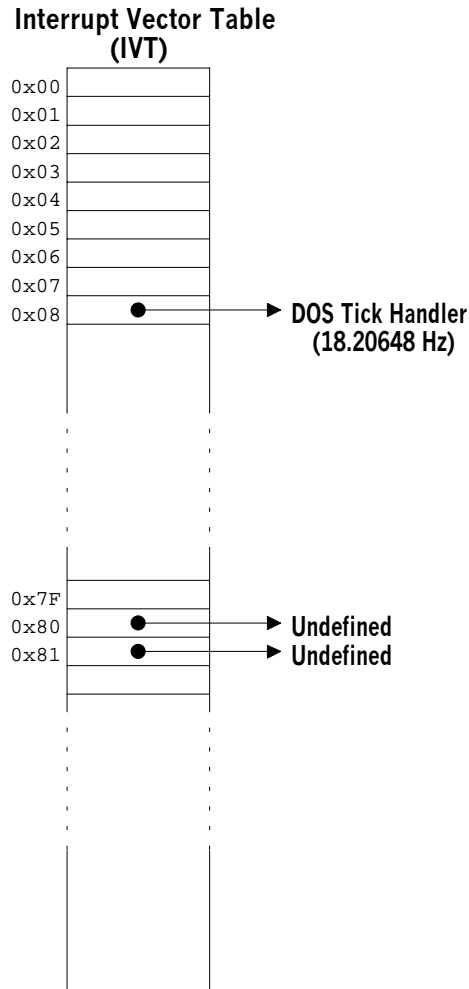 Interrupt Vector Table
(IVT)
0x00
0x01
0x02
0x03
0x04
0x05
0x06
0x07
0x08
DOS Tick Handler
(18.20648 Hz)
0x7F
0x80
Undefined
0x81
Undefined